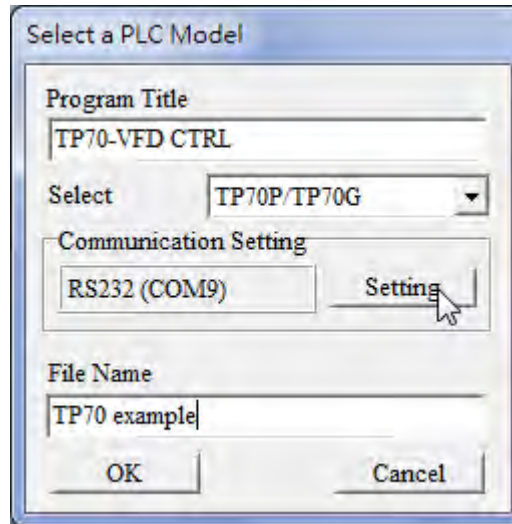 Select a PLC Model
Program Title
TP70-VFD CTRL
Select TP70P/TP70G
Communication Setting
RS232 (COM9) Setting
File Name
TP70 example
OK Cancel